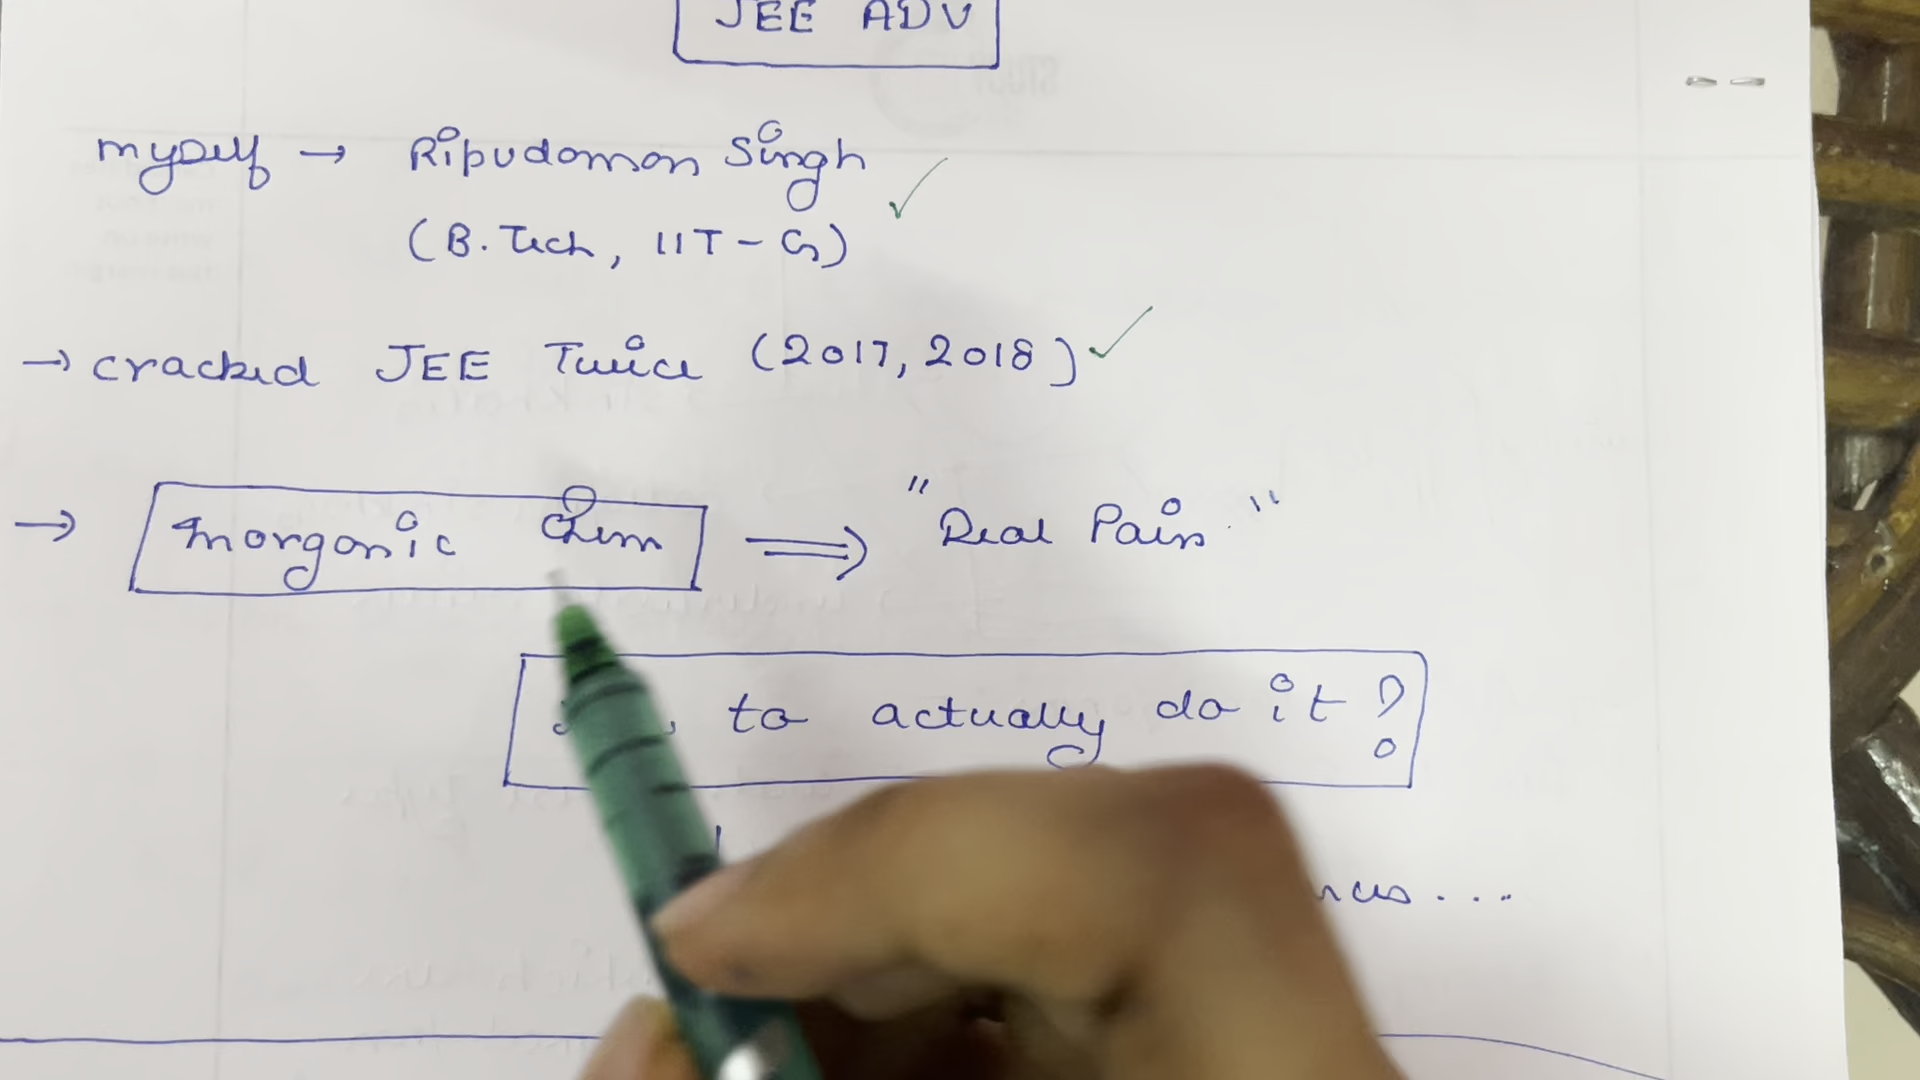 JEE ADV
myself → Ripudaman Singh
(B.Tech, IIT-G)
→ cracked JEE Twice (2017, 2018)
→ Inorganic Chem ⇒ "Real Pain."
to actually do it?